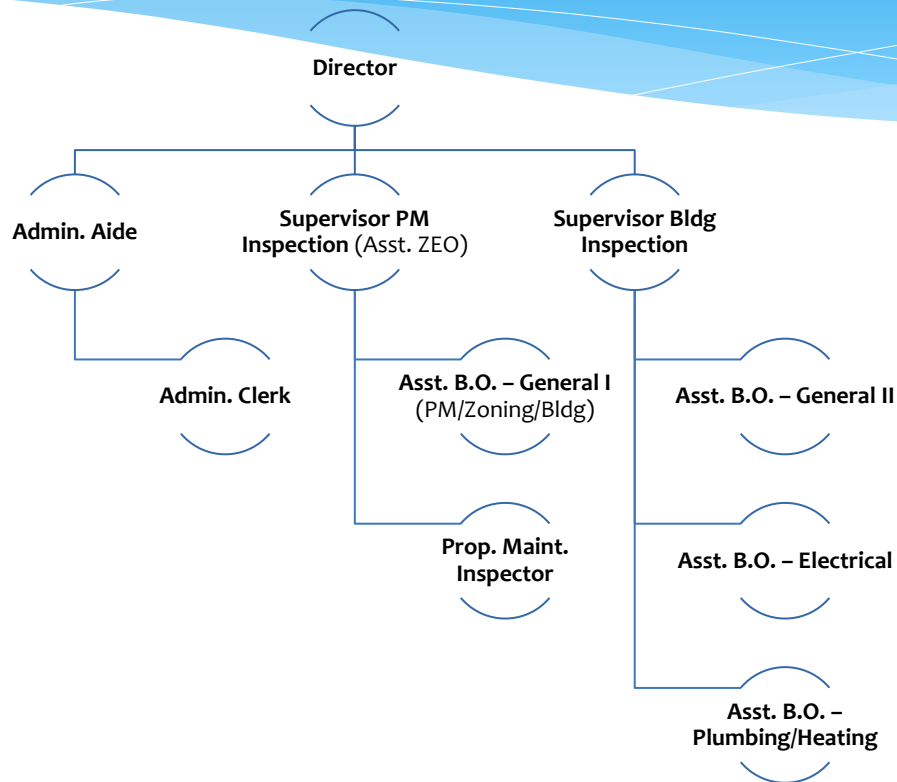 Director
Admin. Aide
Supervisor PM
Inspection (Asst. ZEO)
Supervisor Bldg
Inspection
Admin. Clerk
Asst. B.O. – General I
(PM/Zoning/Bldg)
Asst. B.O. – General II
Prop. Maint.
Inspector
Asst. B.O. – Electrical
Asst. B.O. –
Plumbing/Heating